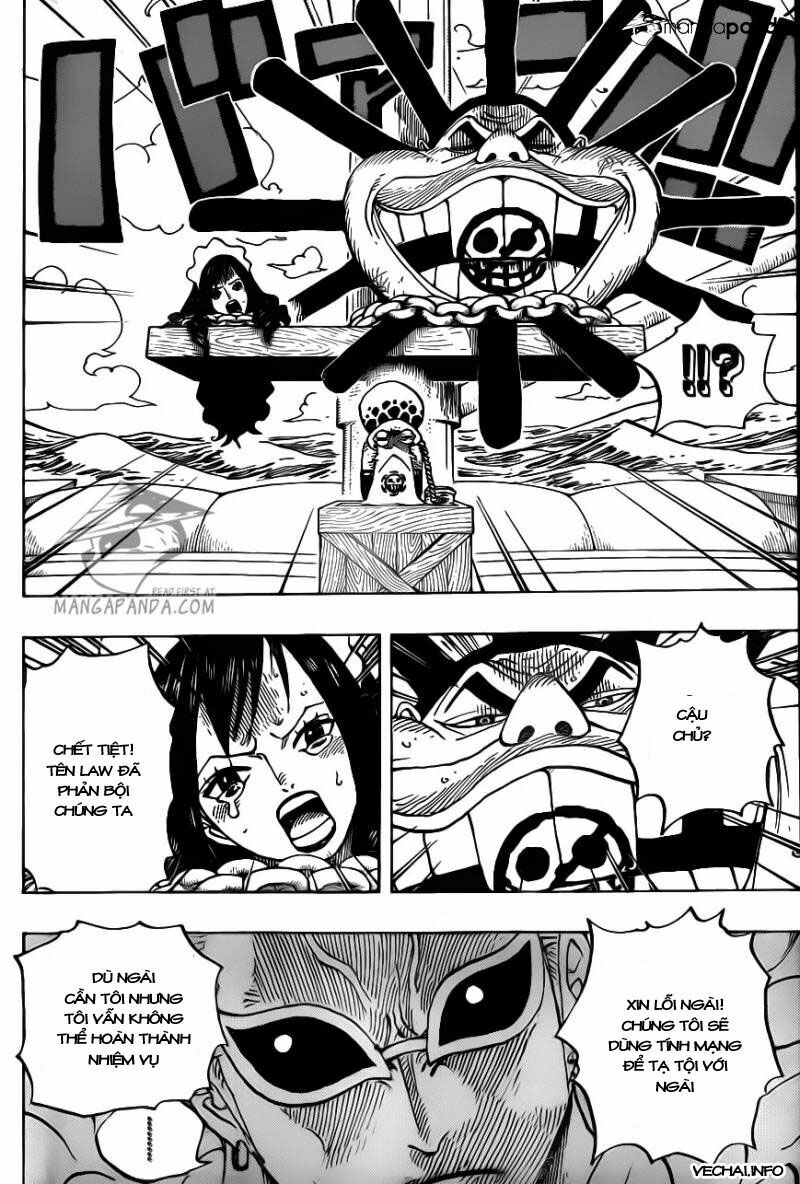 mangapanda
!!?
READ FIRST AT
MANGAPANDA.COM
CẬU
CHỦ?
CHẾT TIỆT!
TÊN LAW ĐÃ
PHẢN BỘI
CHÚNG TA
XIN LỖI NGÀI!
CHÚNG TÔI SẼ
DÙNG TÍNH MẠNG
ĐỂ TẠ TỘI VỚI
NGÀI
DÙ NGÀI
CẦN TÔI NHƯNG
TÔI VẪN KHÔNG
THỂ HOÀN THÀNH
NHIỆM VỤ
VECHAI.INFO